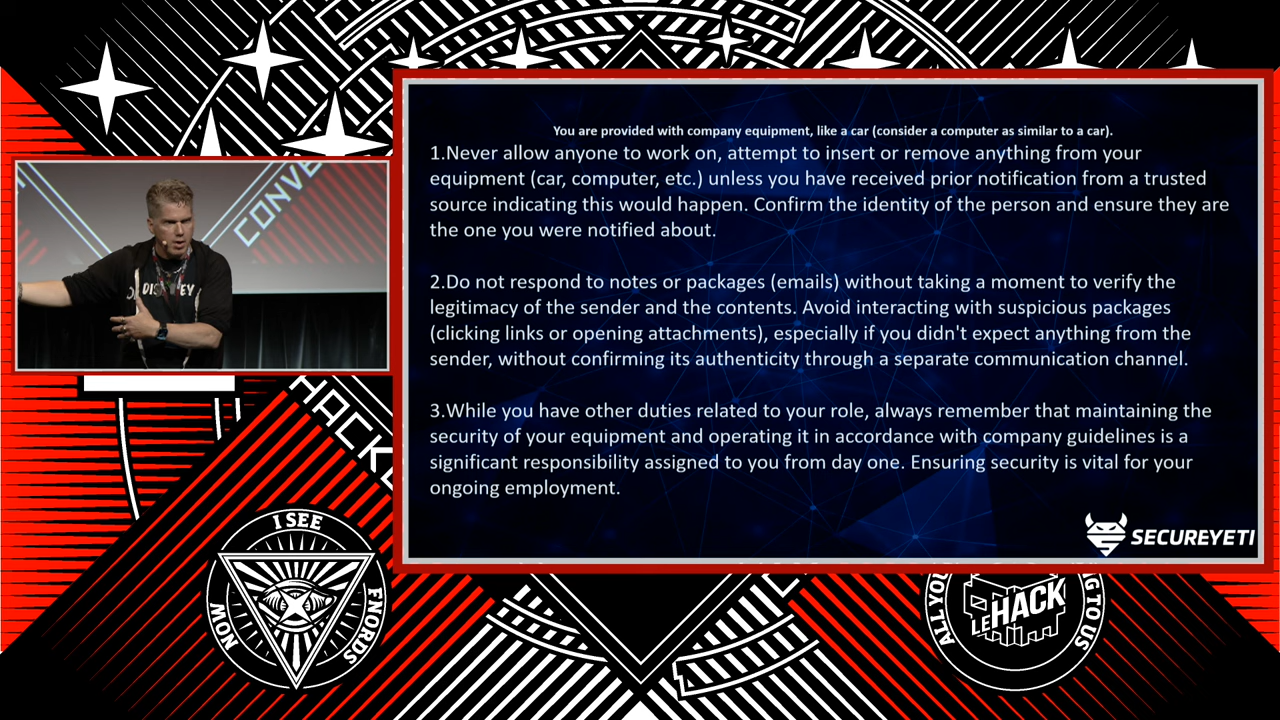 You are provided with company equipment, like a car (consider a computer as similar to a car).
1.Never allow anyone to work on, attempt to insert or remove anything from your
equipment (car, computer, etc.) unless you have received prior notification from a trusted
source indicating this would happen. Confirm the identity of the person and ensure they are
the one you were notified about.
2.Do not respond to notes or packages (emails) without taking a moment to verify the
legitimacy of the sender and the contents. Avoid interacting with suspicious packages
(clicking links or opening attachments), especially if you didn't expect anything from the
sender, without confirming its authenticity through a separate communication channel.
3.While you have other duties related to your role, always remember that maintaining the
security of your equipment and operating it in accordance with company guidelines is a
significant responsibility assigned to you from day one. Ensuring security is vital for your
ongoing employment.
SECUREYETI
CONVE
HACK
I SEE
FNORDS
NOW
LEHACK
ALL YO
NG TO US